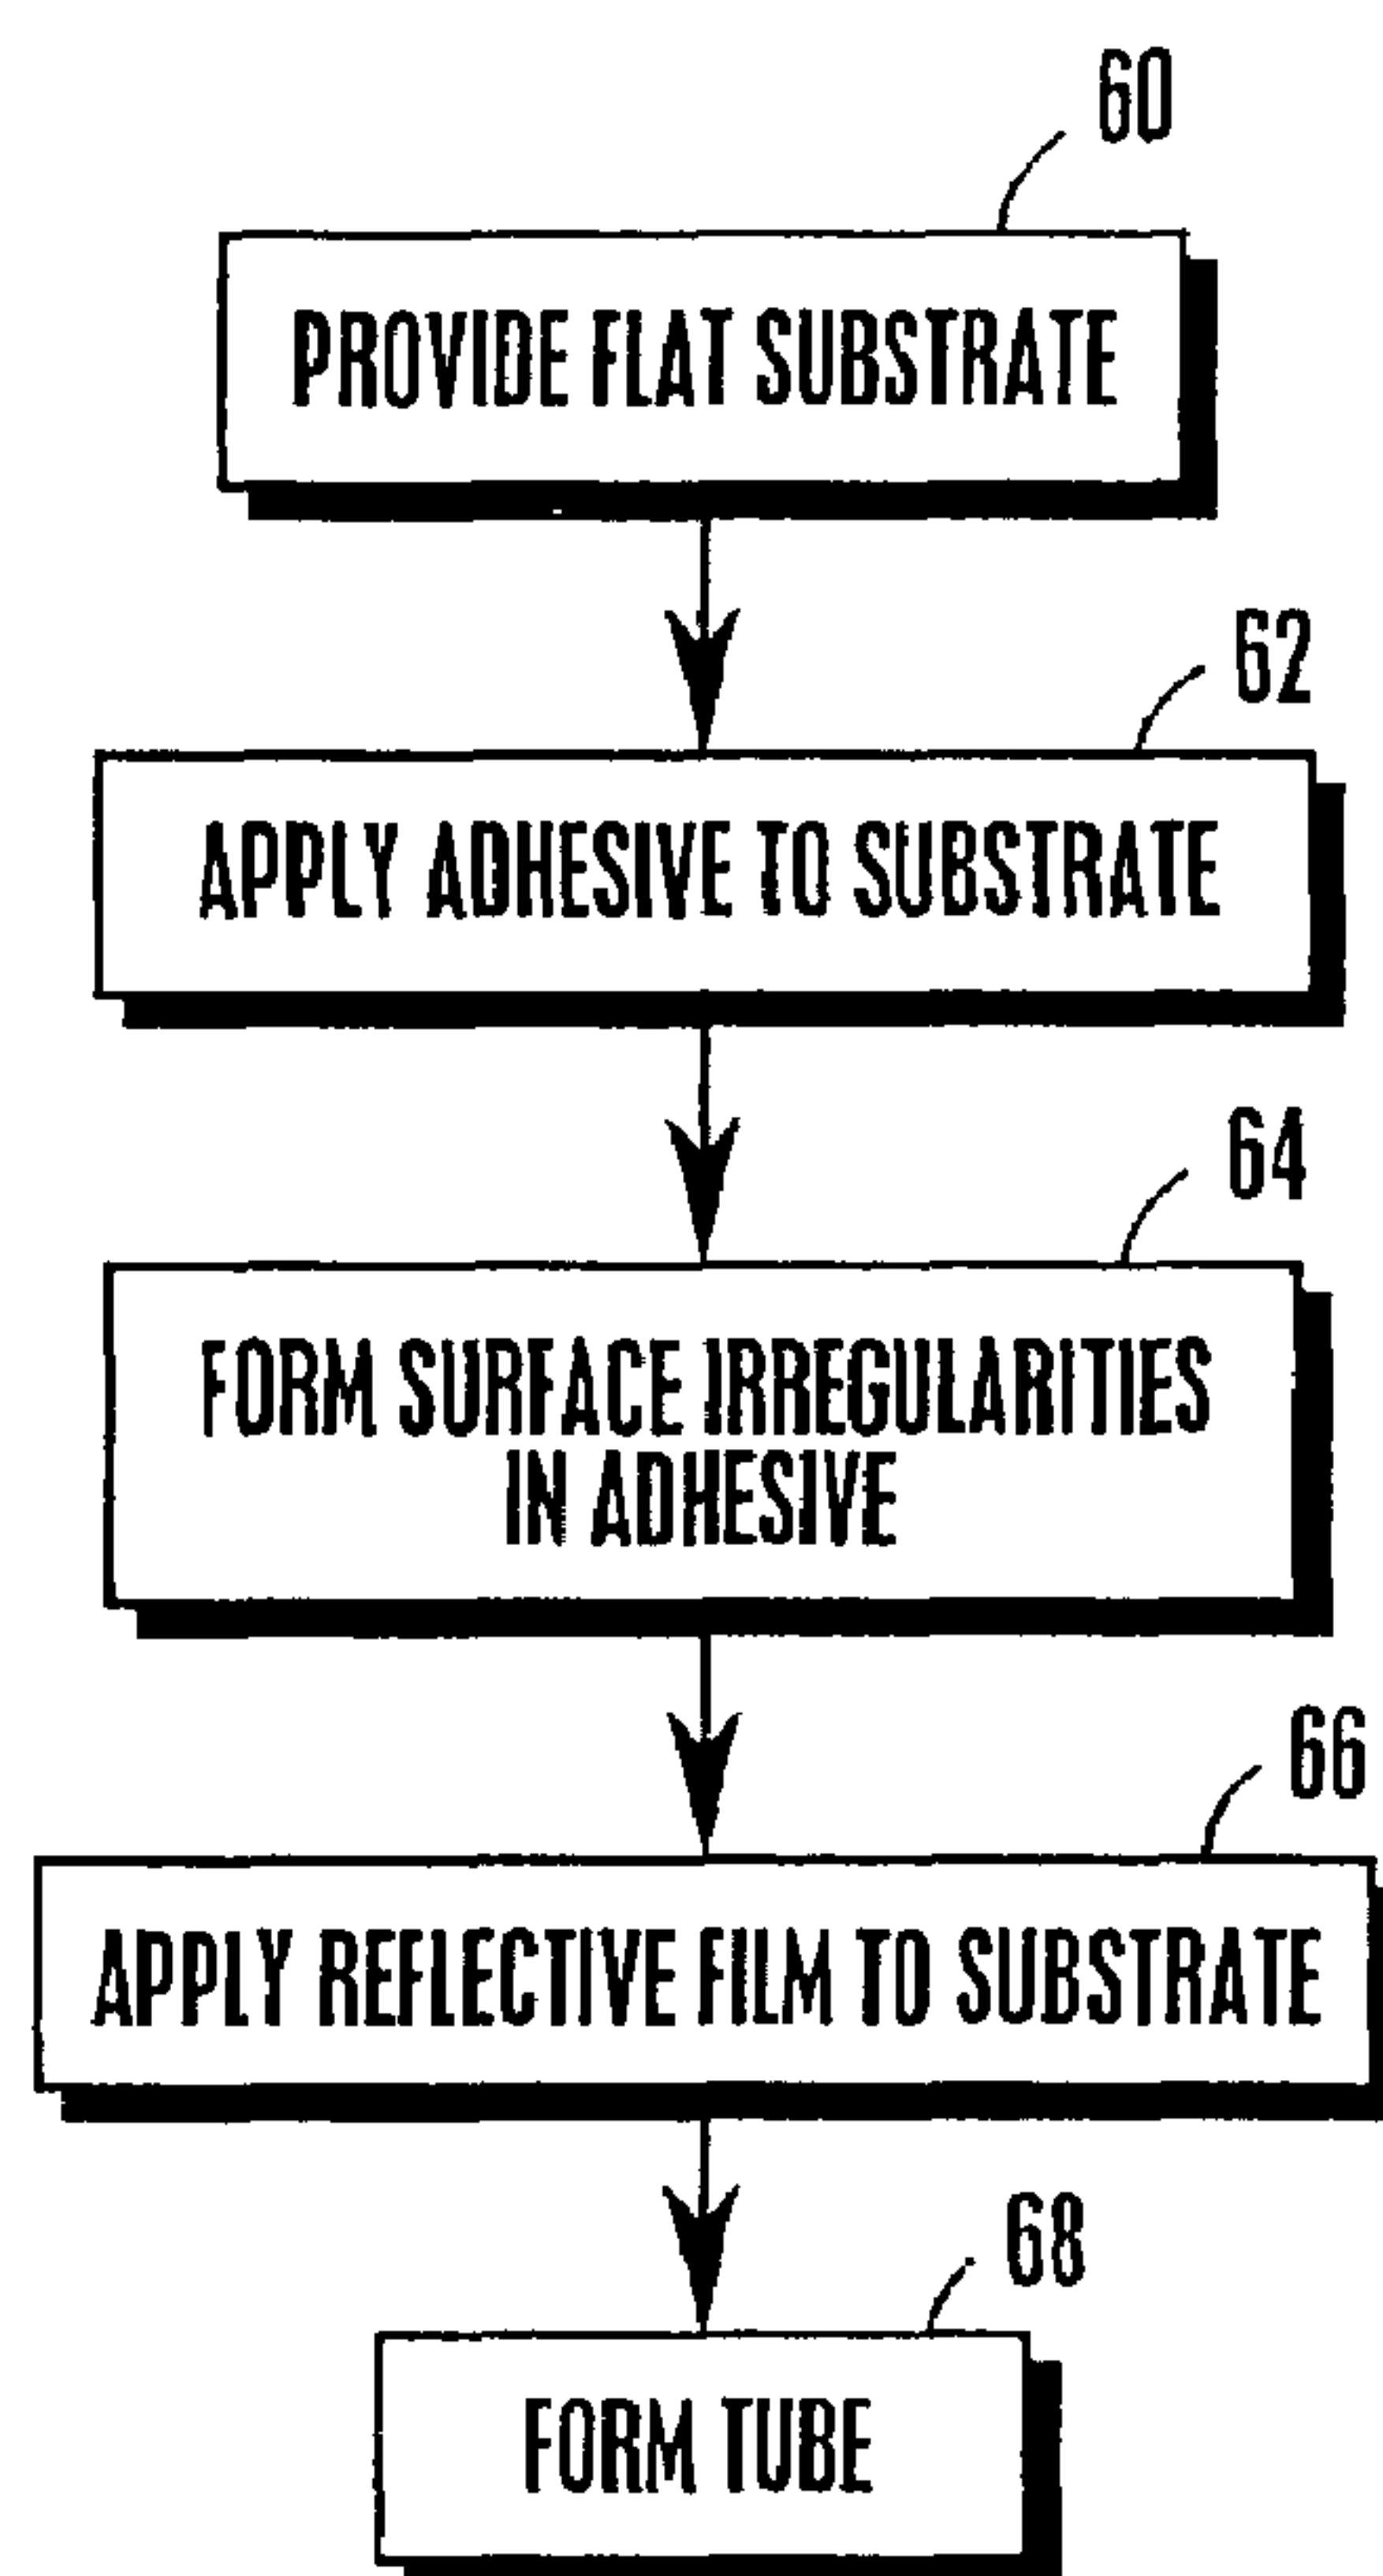 60
PROVIDE FLAT SUBSTRATE
62
APPLY ADHESIVE TO SUBSTRATE
64
FORM SURFACE IRREGULARITIES
IN ADHESIVE
66
APPLY REFLECTIVE FILM TO SUBSTRATE
68
FORM TUBE